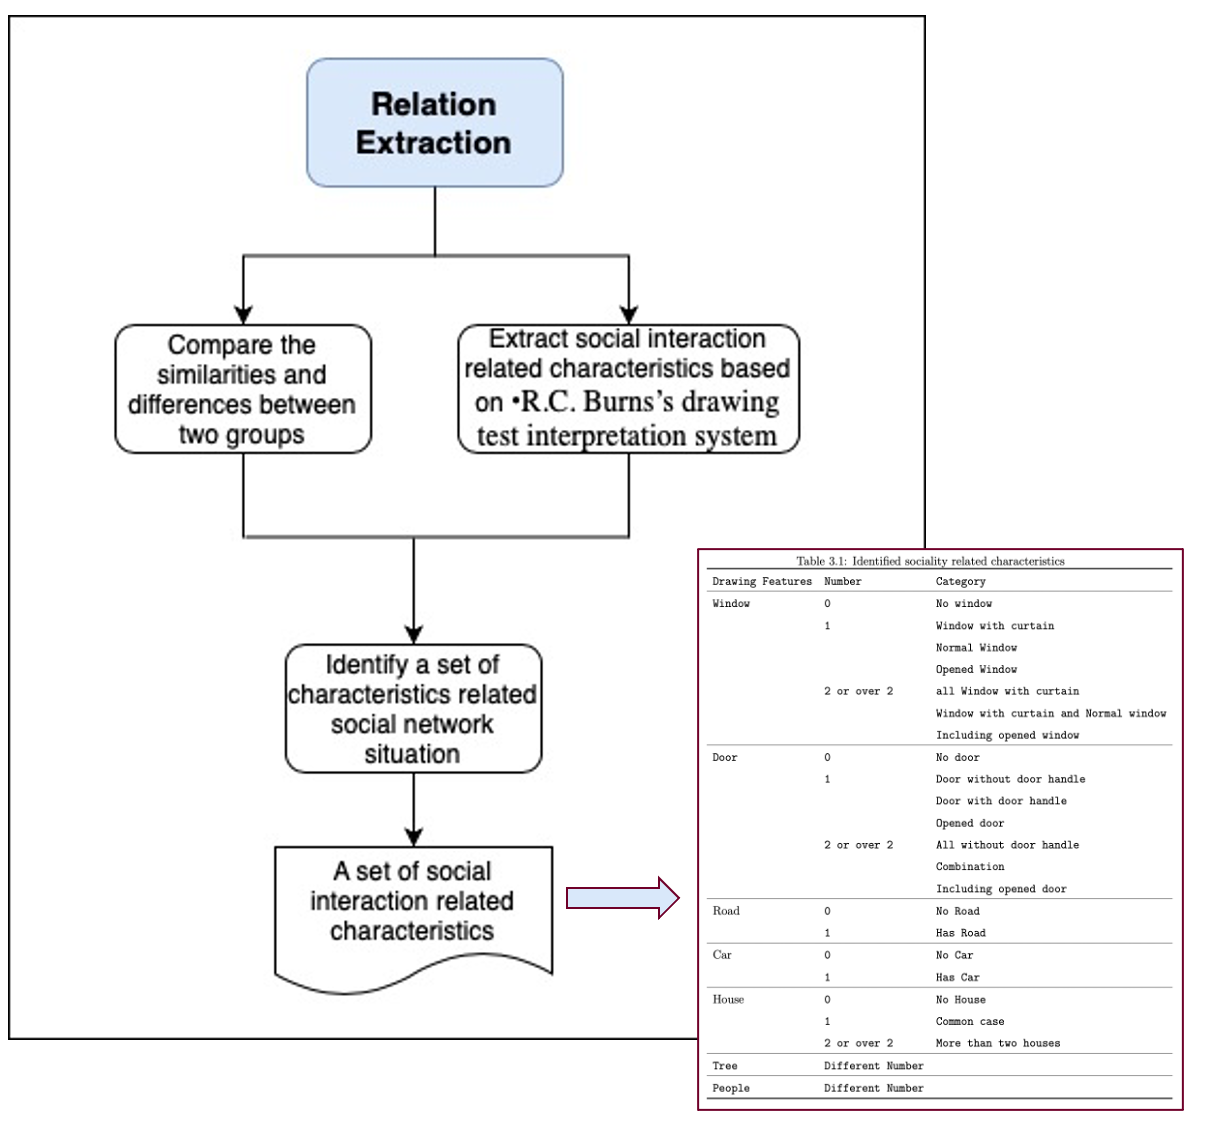 Relation
Extraction
Compare the
similarities and
differences between
two groups
Extract social interaction
related characteristics based
on •R.C. Burns’s drawing
test interpretation system
Identify a set of
characteristics related
social network
situation
A set of social
interaction related
characteristics
Table 3.1: Identified sociality related characteristics
Drawing Features Number Category
Window 0 No window
1 Window with curtain
Normal Window
Opened Window
2 or over 2 all Window with curtain
Window with curtain and Normal window
Including opened window
Door 0 No door
1 Door without door handle
Door with door handle
Opened door
2 or over 2 All without door handle
Combination
Including opened door
Road 0 No Road
1 Has Road
Car 0 No Car
1 Has Car
House 0 No House
1 Common case
2 or over 2 More than two houses
Tree Different Number
People Different Number